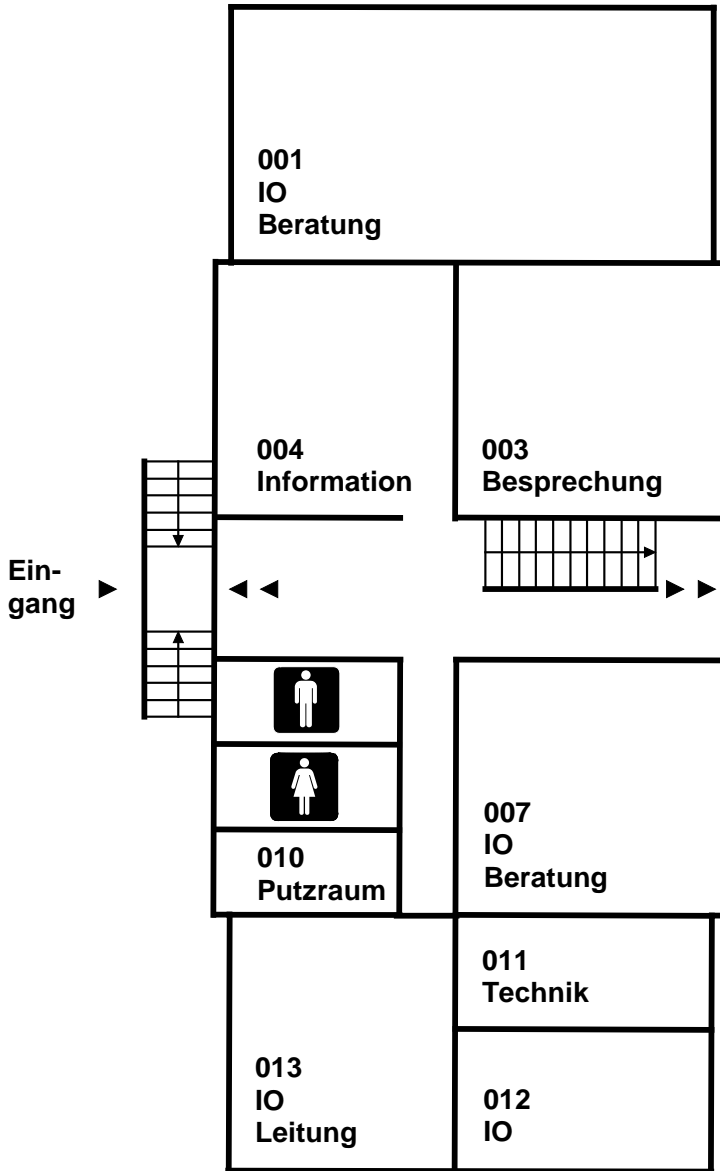 001
IO
Beratung
004
Information
003
Besprechung
Ein-
gang
007
IO
Beratung
010
Putzraum
011
Technik
013
IO
Leitung
012
IO